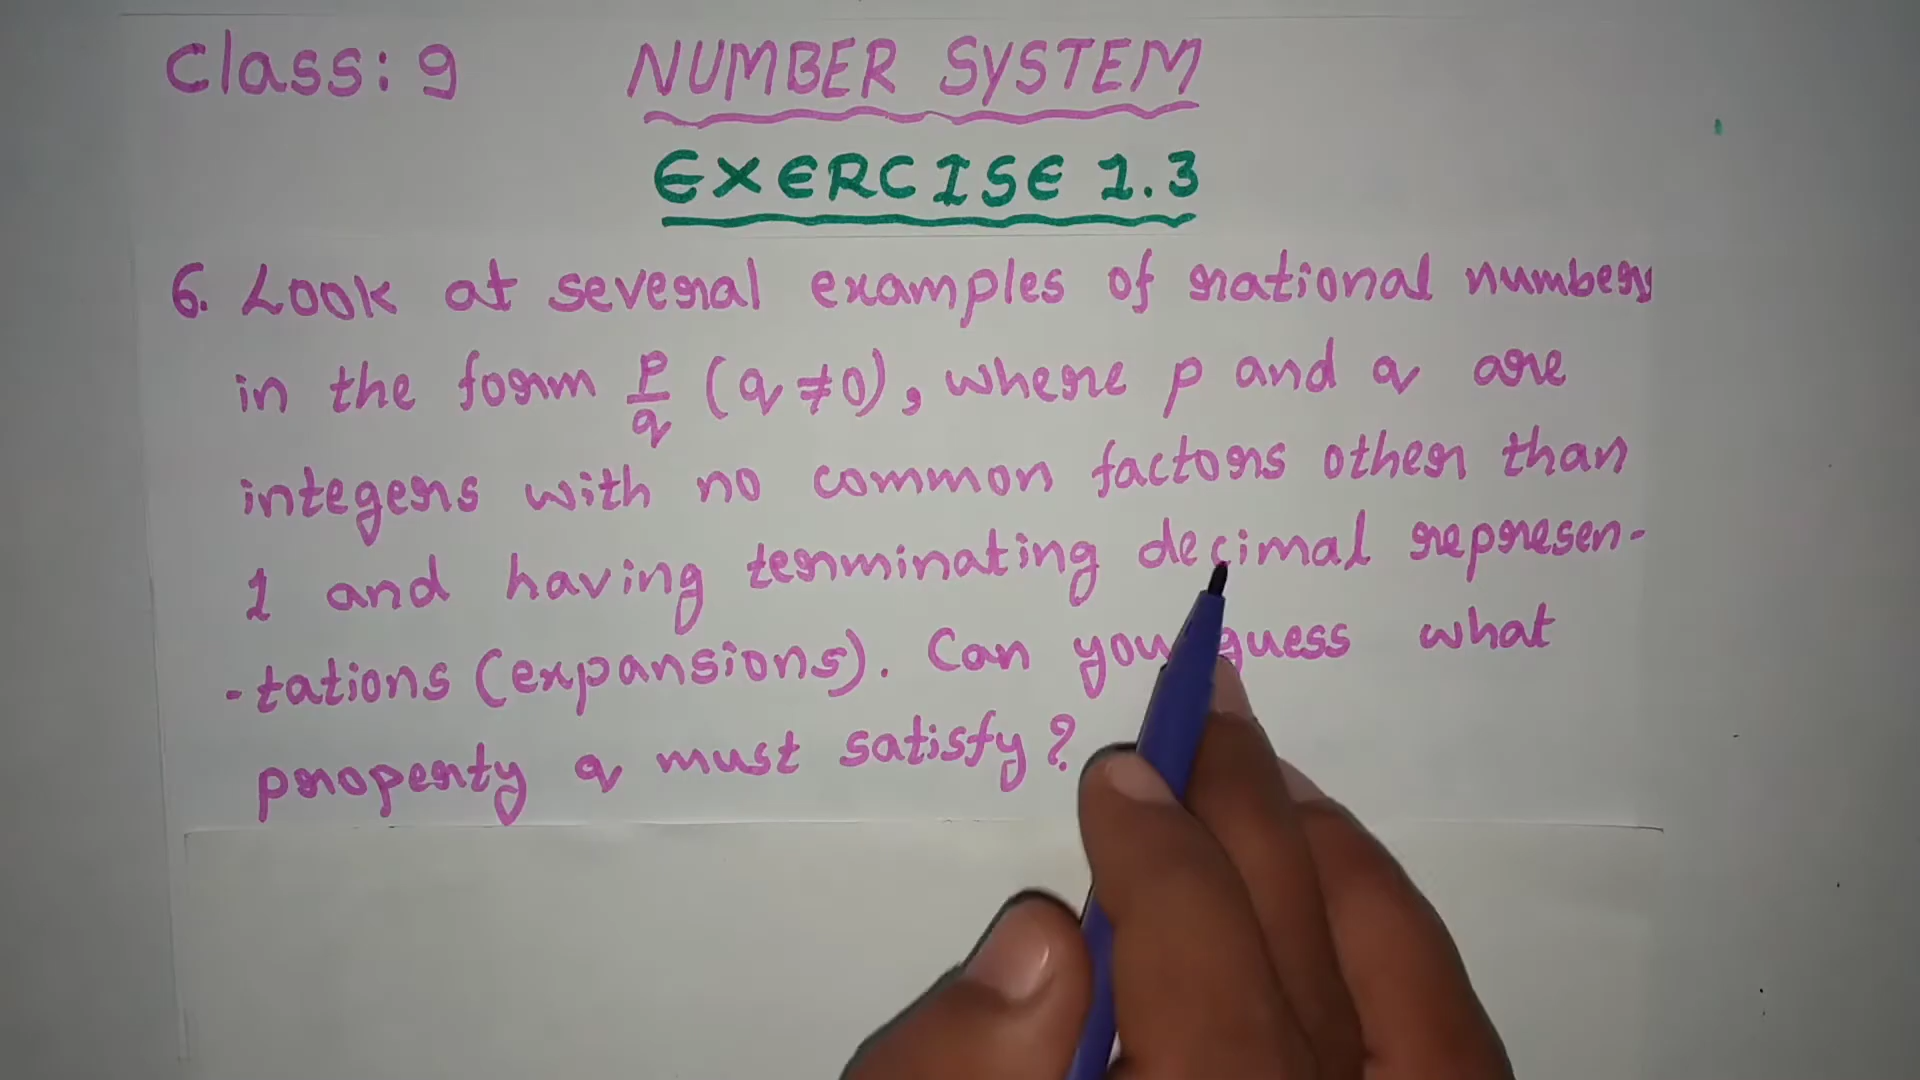 Class: 9 NUMBER SYSTEM
EXERCISE 1.3
6. Look at several examples of rational numbers
in the form p/q (q ≠ 0), where p and q are
integers with no common factors other than
1 and having terminating decimal represen-
-tations (expansions). Can you guess what
property q must satisfy?